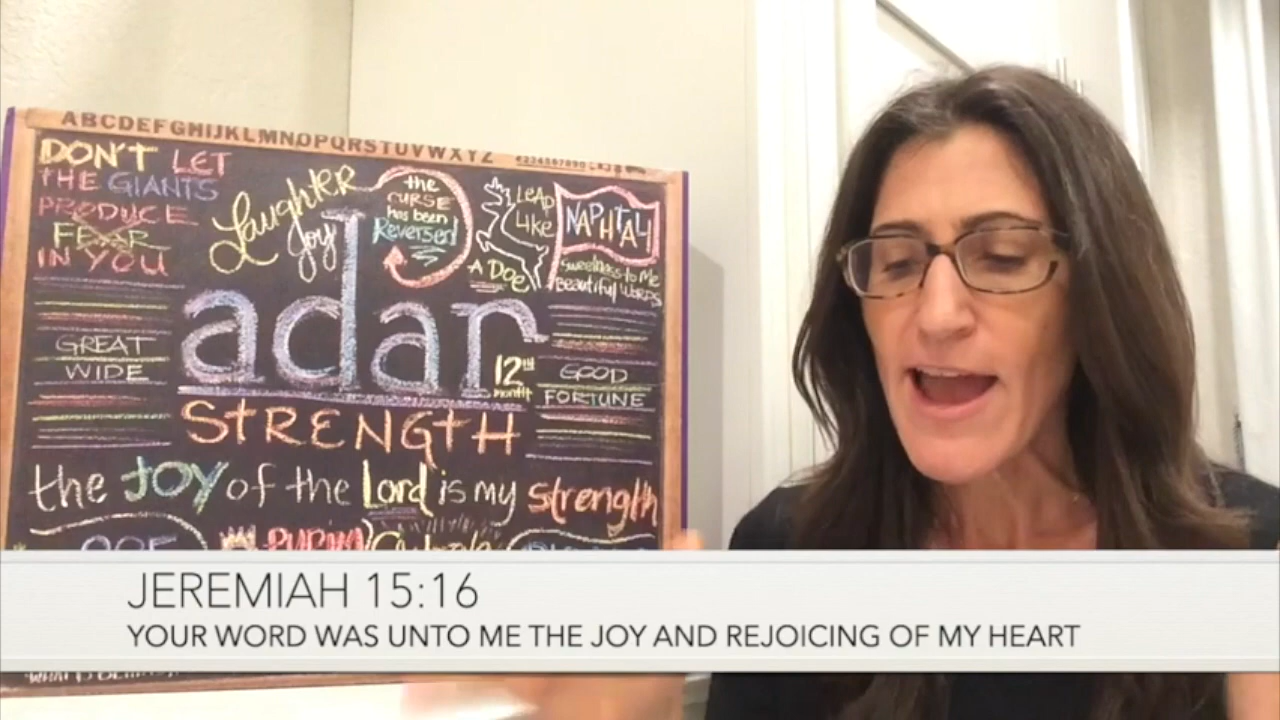 ABCDEFGHIJKLMNOPQRSTUVWXYZ
DON'T LET
THE GIANTS
PRODUCE
FEAR
IN YOU
Laughter
Joy
the
CURSE
has been
Reversed
LEAP
Like
A DOE
NAPHTALI
Sweetness to Me
Beautiful Words
adar
12th
month
GREAT
WIDE
GOOD
FORTUNE
STRENGTH
the JOY of the Lord is my strength
PURIM
JEREMIAH 15:16
YOUR WORD WAS UNTO ME THE JOY AND REJOICING OF MY HEART